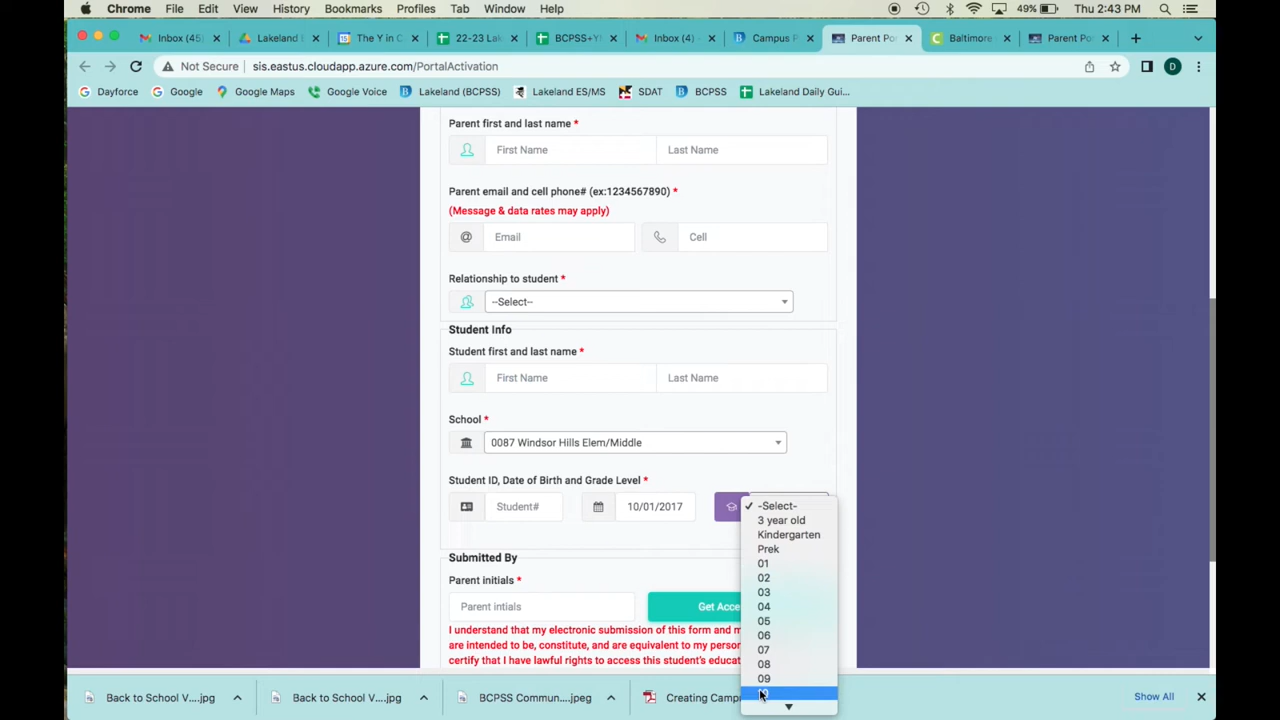 Chrome File Edit View History Bookmarks Profiles Tab Window Help 49% Thu 2:43 PM
Inbox (45) Lakeland E 15 The Y in C 22-23 Lak BCPSS+Y Inbox (4) - Campus P Parent Po Baltimore Parent Po
Not Secure sis.eastus.cloudapp.azure.com/PortalActivation D
Dayforce Google Google Maps Google Voice Lakeland (BCPSS) Lakeland ES/MS SDAT BCPSS Lakeland Daily Gui...
Parent first and last name *
First Name Last Name
Parent email and cell phone# (ex:1234567890) *
(Message & data rates may apply)
@ Email Cell
Relationship to student *
--Select--
Student Info
Student first and last name *
First Name Last Name
School *
0087 Windsor Hills Elem/Middle
Student ID, Date of Birth and Grade Level *
Student# 10/01/2017
-Select-
3 year old
Kindergarten
Prek
01
02
03
04
05
06
07
08
09
Submitted By
Parent initials *
Parent intials Get Acce
I understand that my electronic submission of this form and m
are intended to be, constitute, and are equivalent to my person
certify that I have lawful rights to access this student's educat
Back to School V....jpg Back to School V....jpg BCPSS Commun....jpeg Creating Camp Show All